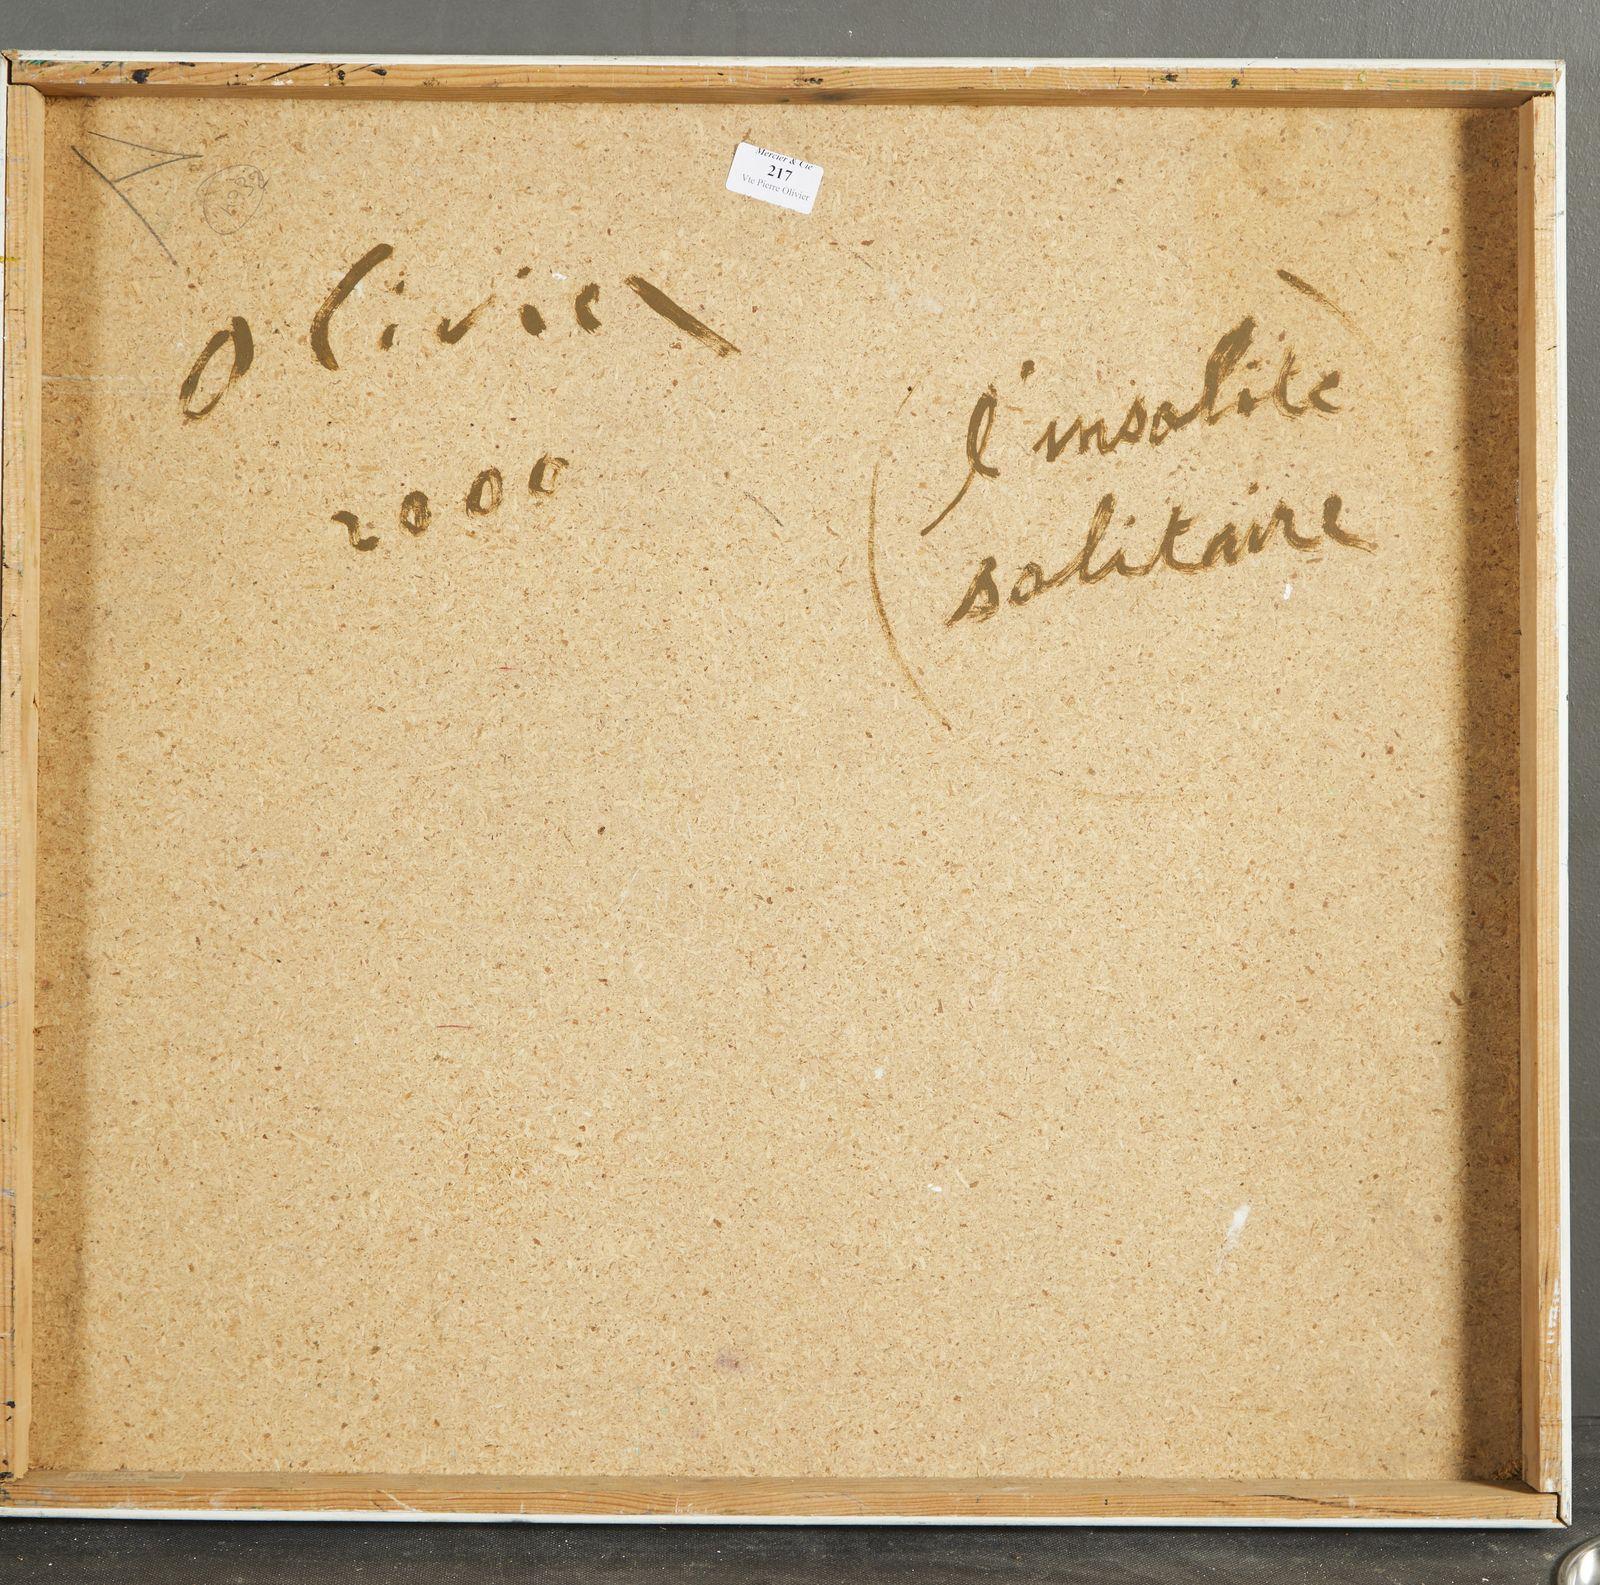 Mercier & Cie
217
Vte Pierre Olivier
Olivier
2000
l'insolite
solitaire